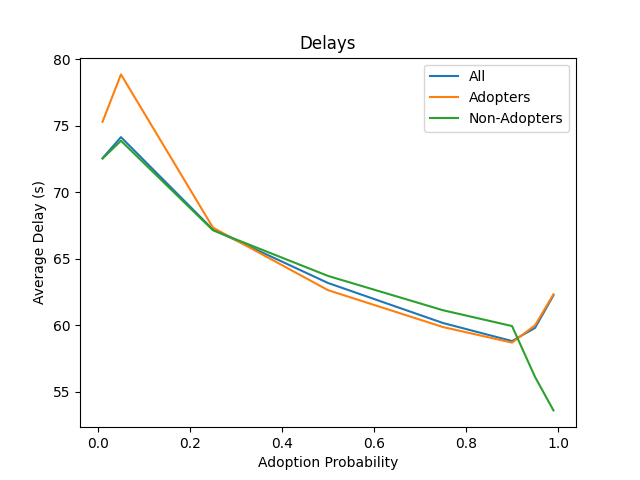 Delays
All
Adopters
Non-Adopters
Average Delay (s)
80
75
70
65
60
55
0.0 0.2 0.4 0.6 0.8 1.0
Adoption Probability